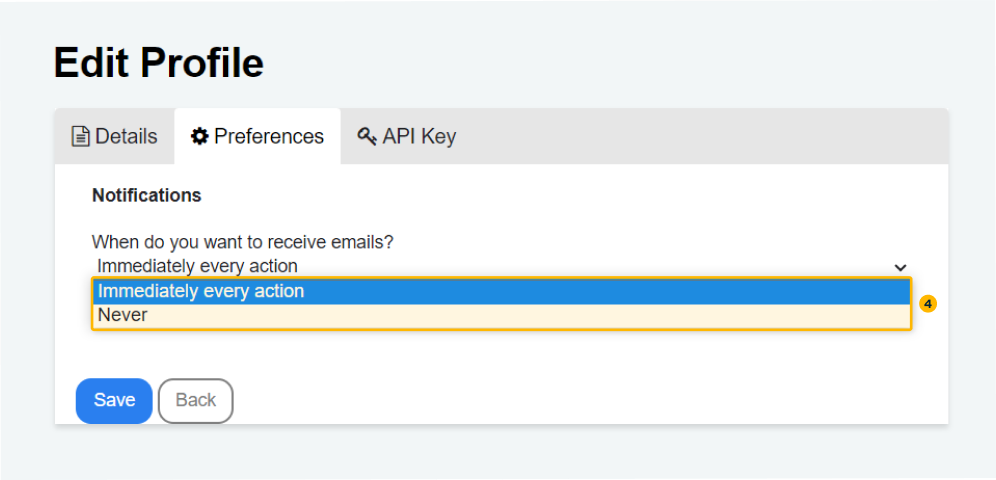 Edit Profile
Details Preferences API Key
Notifications
When do you want to receive emails?
Immediately every action
Immediately every action
Never
4
Save Back